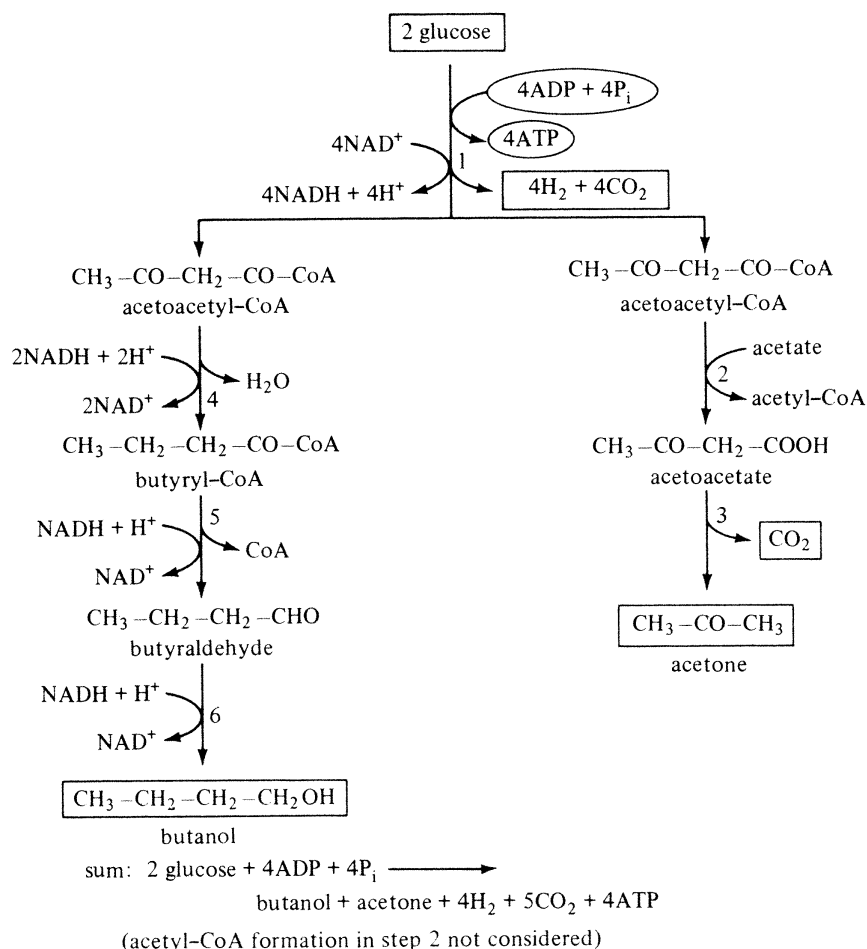 2 glucose
4ADP + 4Pi
4ATP
4NAD+
1
4NADH + 4H+
4H2 + 4CO2
CH3–CO–CH2–CO–CoA
acetoacetyl-CoA
CH3–CO–CH2–CO–CoA
acetoacetyl-CoA
2NADH + 2H+
H2O
2NAD+
4
acetate
2
acetyl-CoA
CH3–CH2–CH2–CO–CoA
butyryl-CoA
CH3–CO–CH2–COOH
acetoacetate
NADH + H+
5
CoA
NAD+
3
CO2
CH3–CH2–CH2–CHO
butyraldehyde
CH3–CO–CH3
acetone
NADH + H+
6
NAD+
CH3–CH2–CH2–CH2OH
butanol
sum: 2 glucose + 4ADP + 4Pi
butanol + acetone + 4H2 + 5CO2 + 4ATP
(acetyl-CoA formation in step 2 not considered)